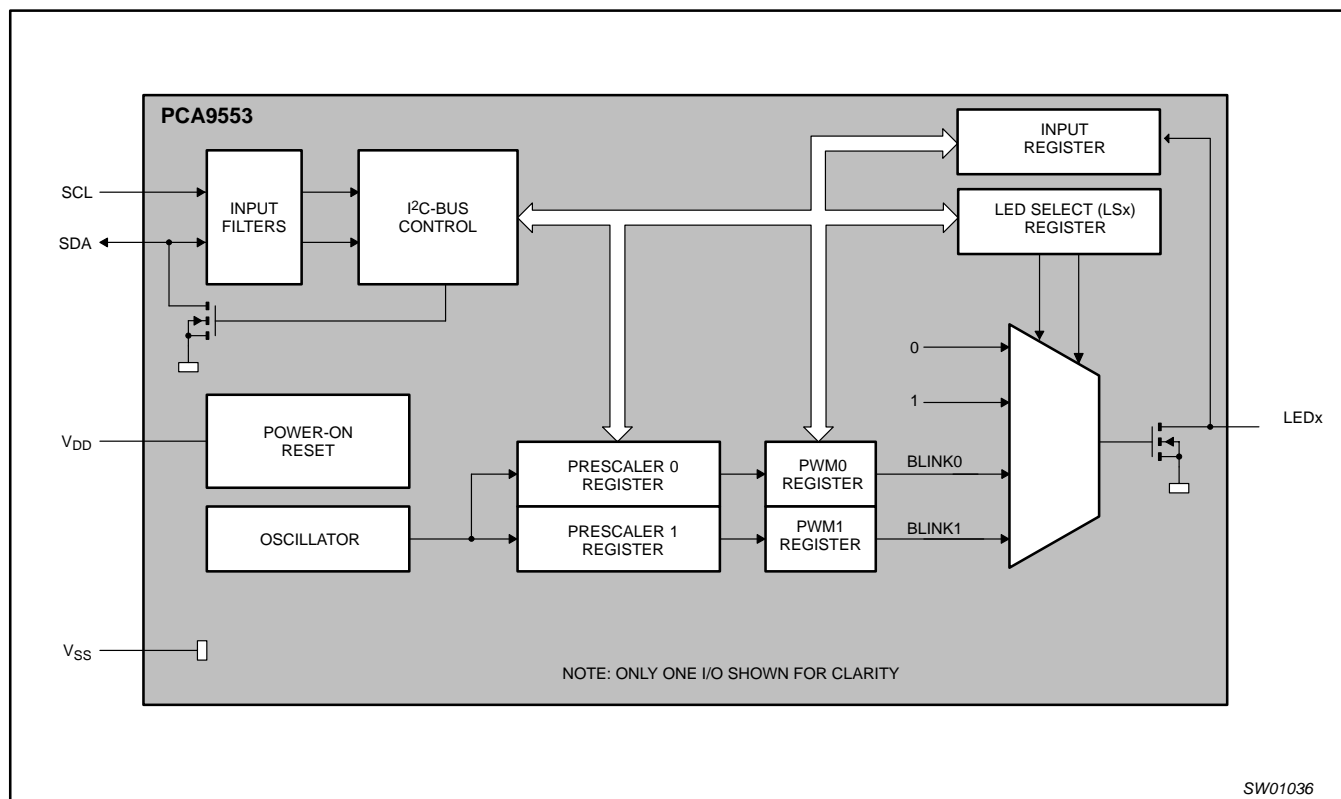 PCA9553
SCL
SDA
INPUT
FILTERS
I²C-BUS
CONTROL
INPUT
REGISTER
LED SELECT (LSx)
REGISTER
0
1
VDD
POWER-ON
RESET
OSCILLATOR
PRESCALER 0
REGISTER
PRESCALER 1
REGISTER
PWM0
REGISTER
PWM1
REGISTER
BLINK0
BLINK1
LEDx
VSS
NOTE: ONLY ONE I/O SHOWN FOR CLARITY
SW01036